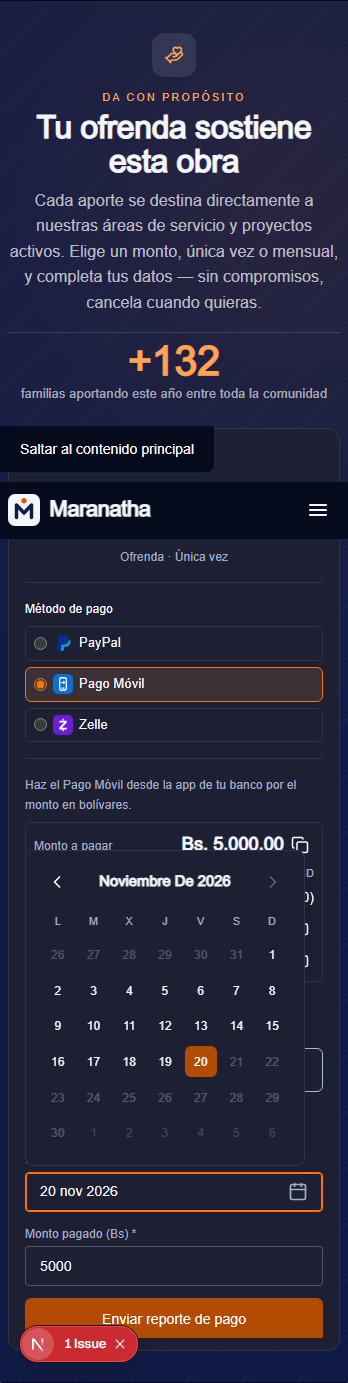 DA CON PROPÓSITO
Tu ofrenda sostiene
esta obra
Cada aporte se destina directamente a
nuestras áreas de servicio y proyectos
activos. Elige un monto, única vez o mensual,
y completa tus datos — sin compromisos,
cancela cuando quieras.
+132
familias aportando este año entre toda la comunidad
Saltar al contenido principal
Maranatha
Ofrenda · Única vez
Método de pago
PayPal
Pago Móvil
Zelle
Haz el Pago Móvil desde la app de tu banco por el
monto en bolívares.
Monto a pagar Bs. 5.000,00
D
0)
Noviembre De 2026
L M X J V S D
26 27 28 29 30 31 1
2 3 4 5 6 7 8
9 10 11 12 13 14 15
16 17 18 19 20 21 22
23 24 25 26 27 28 29
30 1 2 3 4 5 6
20 nov 2026
Monto pagado (Bs) *
5000
Enviar reporte de pago
N 1 Issue